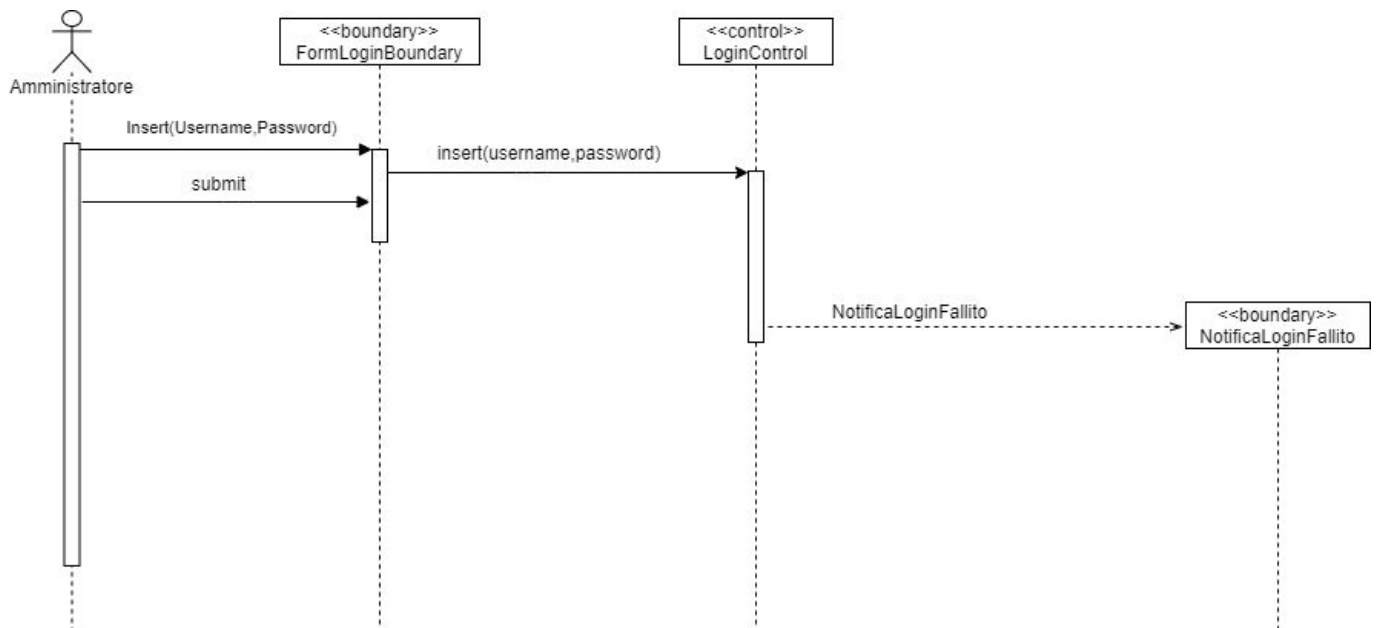 <<boundary>>
FormLoginBoundary
<<control>>
LoginControl
Amministratore
Insert(Username,Password)
insert(username,password)
submit
NotificaLoginFallito
<<boundary>>
NotificaLoginFallito